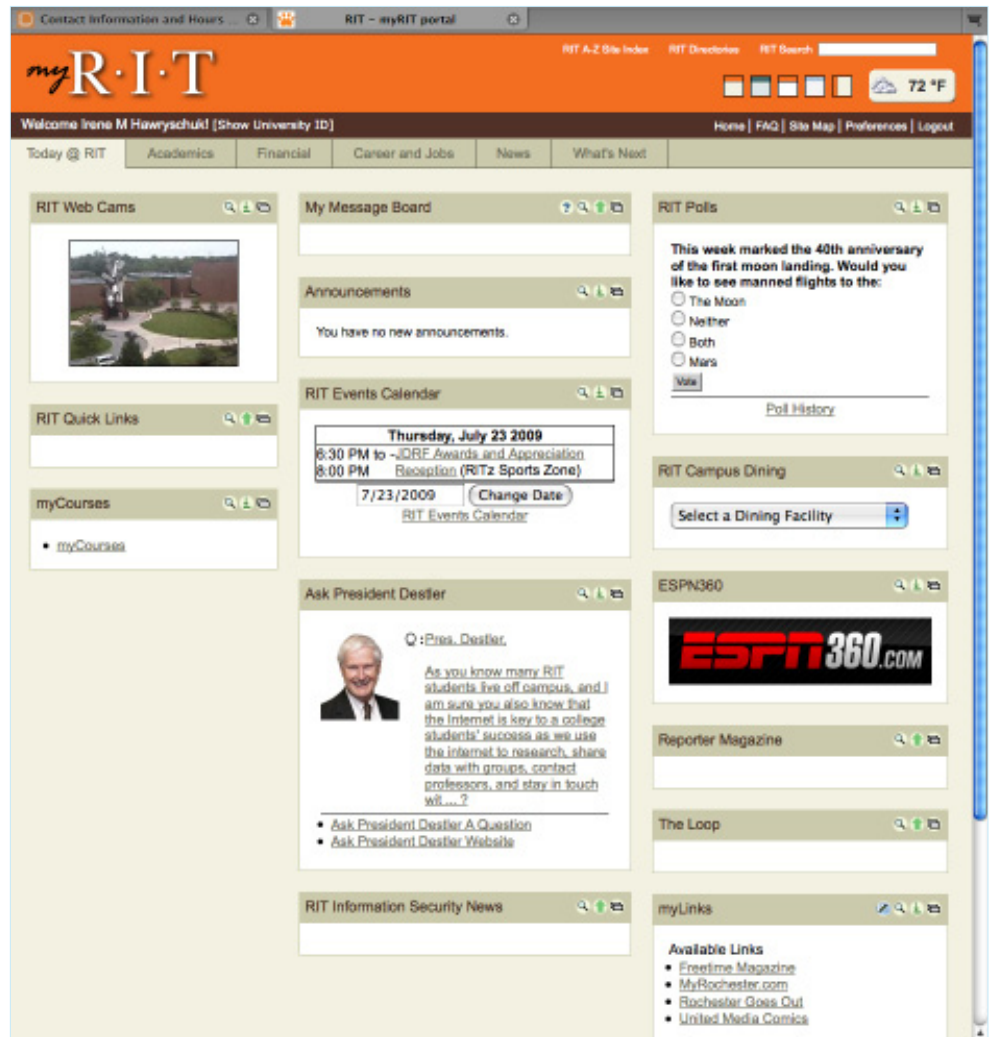 Contact Information and Hours ...
RIT – myRIT portal
my R·I·T
RIT A-Z Site Index RIT Directories RIT Search
72 °F
Welcome Irene M Hawryschuk! [Show University ID]
Home | FAQ | Site Map | Preferences | Logout
Today @ RIT Academics Financial Career and Jobs News What's Next
RIT Web Cams
RIT Quick Links
myCourses
• myCourses
My Message Board
Announcements
You have no new announcements.
RIT Events Calendar
Thursday, July 23 2009
6:30 PM to - JDRF Awards and Appreciation
8:00 PM Reception (RITz Sports Zone)
7/23/2009 Change Date
RIT Events Calendar
Ask President Destler
Q : Pres. Destler,
As you know many RIT
students live off campus, and I
am sure you also know that
the Internet is key to a college
students' success as we use
the internet to research, share
data with groups, contact
professors, and stay in touch
wit ... ?
• Ask President Destler A Question
• Ask President Destler Website
RIT Information Security News
RIT Polls
This week marked the 40th anniversary
of the first moon landing. Would you
like to see manned flights to the:
The Moon
Neither
Both
Mars
Vote
Poll History
RIT Campus Dining
Select a Dining Facility
ESPN360
ESPN360.COM
Reporter Magazine
The Loop
myLinks
Available Links
• Freetime Magazine
• MyRochester.com
• Rochester Goes Out
• United Media Comics